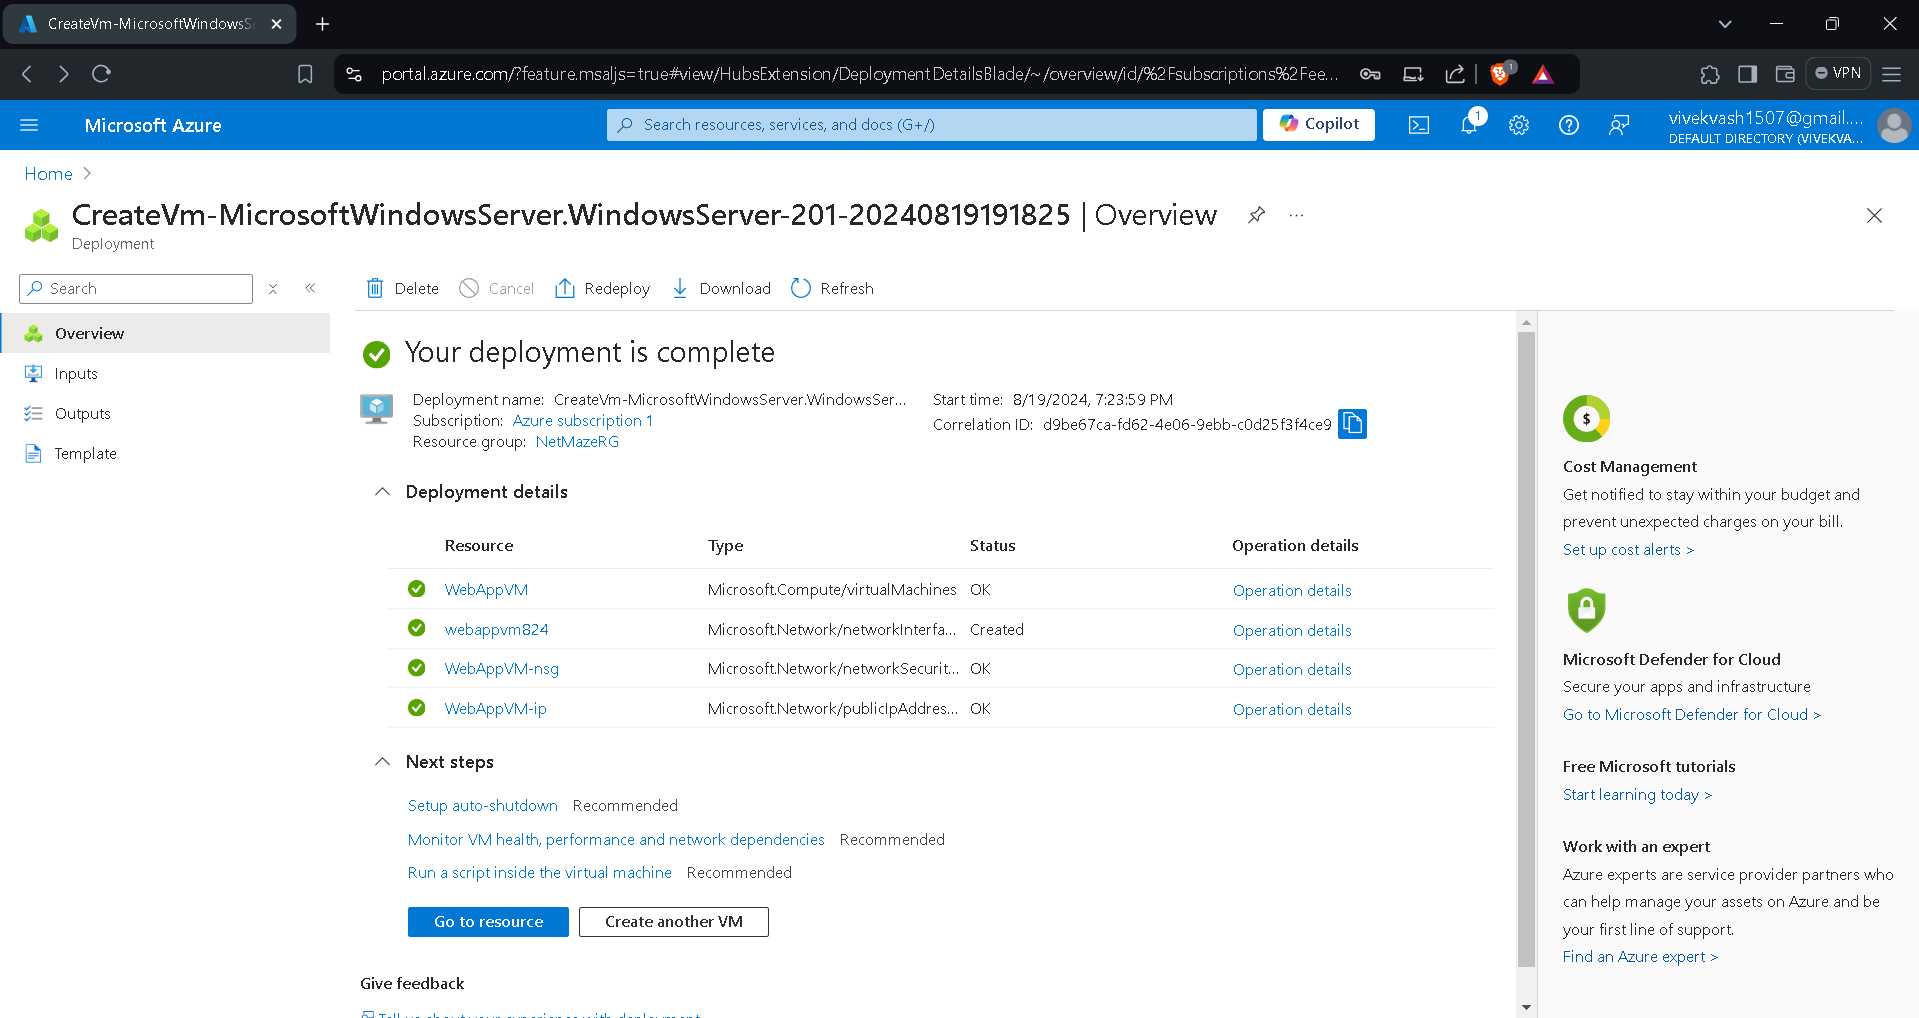 CreateVm-MicrosoftWindowsS
portal.azure.com/?feature.msaljs=true#view/HubsExtension/DeploymentDetailsBlade/~/overview/id/%2Fsubscriptions%2Fee...
1
VPN
Microsoft Azure
Search resources, services, and docs (G+/)
Copilot
1
vivekvash1507@gmail....
DEFAULT DIRECTORY (VIVEKVA...
Home
CreateVm-MicrosoftWindowsServer.WindowsServer-201-20240819191825 | Overview
Deployment
Search
Delete
Cancel
Redeploy
Download
Refresh
Overview
Inputs
Outputs
Template
Your deployment is complete
Deployment name: CreateVm-MicrosoftWindowsServer.WindowsSer...
Subscription: Azure subscription 1
Resource group: NetMazeRG
Start time: 8/19/2024, 7:23:59 PM
Correlation ID: d9be67ca-fd62-4e06-9ebb-c0d25f3f4ce9
Deployment details
Resource Type Status Operation details
WebAppVM Microsoft.Compute/virtualMachines OK Operation details
webappvm824 Microsoft.Network/networkInterfa... Created Operation details
WebAppVM-nsg Microsoft.Network/networkSecurit... OK Operation details
WebAppVM-ip Microsoft.Network/publicIpAddres... OK Operation details
Next steps
Setup auto-shutdown Recommended
Monitor VM health, performance and network dependencies Recommended
Run a script inside the virtual machine Recommended
Go to resource
Create another VM
Give feedback
Tell us about your experience with deployment
$
Cost Management
Get notified to stay within your budget and
prevent unexpected charges on your bill.
Set up cost alerts >
Microsoft Defender for Cloud
Secure your apps and infrastructure
Go to Microsoft Defender for Cloud >
Free Microsoft tutorials
Start learning today >
Work with an expert
Azure experts are service provider partners who
can help manage your assets on Azure and be
your first line of support.
Find an Azure expert >